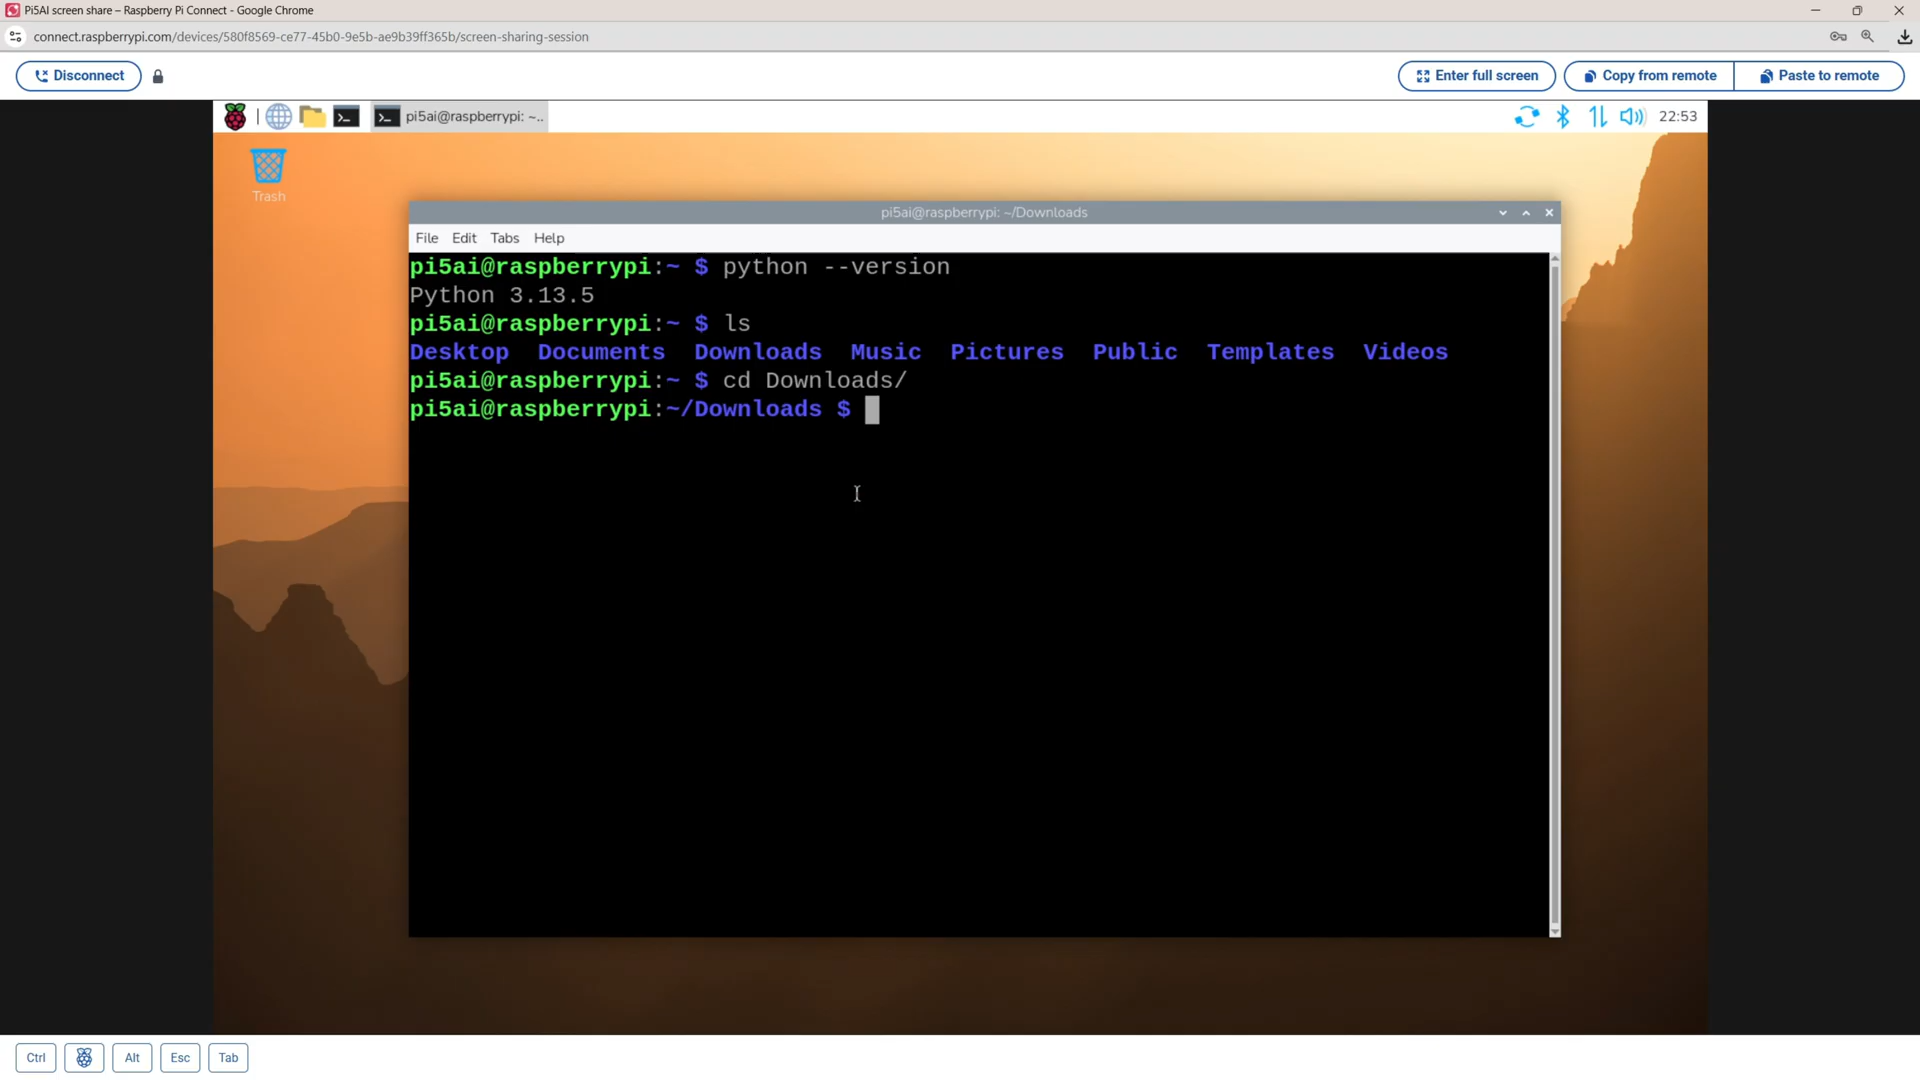 Pi5AI screen share – Raspberry Pi Connect - Google Chrome
connect.raspberrypi.com/devices/580f8569-ce77-45b0-9e5b-ae9b39ff365b/screen-sharing-session
Disconnect
Enter full screen
Copy from remote
Paste to remote
pi5ai@raspberrypi: ~..
22:53
Trash
pi5ai@raspberrypi: ~/Downloads
File Edit Tabs Help
pi5ai@raspberrypi:~ $ python --version
Python 3.13.5
pi5ai@raspberrypi:~ $ ls
Desktop Documents Downloads Music Pictures Public Templates Videos
pi5ai@raspberrypi:~ $ cd Downloads/
pi5ai@raspberrypi:~/Downloads $
Ctrl Alt Esc Tab